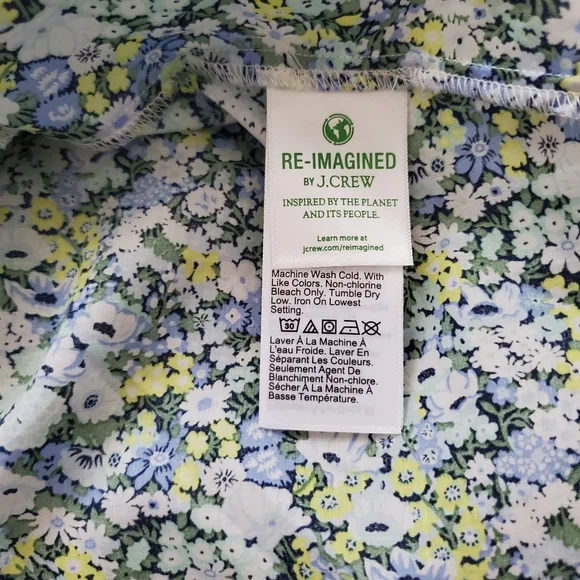 RE-IMAGINED
BY J.CREW
INSPIRED BY THE PLANET
AND ITS PEOPLE.
Learn more at
jcrew.com/reimagined
Machine Wash Cold. With
Like Colors. Non-chlorine
Bleach Only. Tumble Dry
Low. Iron On Lowest
Setting.
30
Laver À La Machine À
L'eau Froide. Laver En
Séparant Les Couleurs.
Seulement Agent De
Blanchiment Non-chlore.
Sécher À La Machine À
Basse Température.